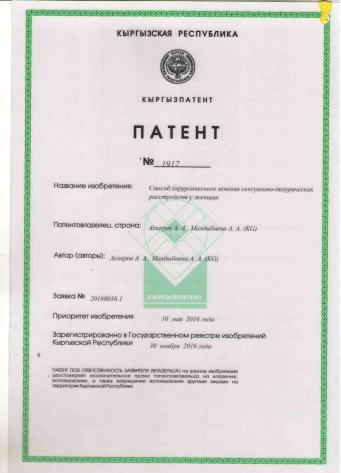 КЫРГЫЗСКАЯ РЕСПУБЛИКА
КЫРГЫЗПАТЕНТ
ПАТЕНТ
№ 1917
Название изобретения: Способ хирургического лечения сексуально-дизурических
расстройств у женщин
Патентовладелец, страна: Аскеров А. А., Мамдыбаева А. А. (KG)
Автор (авторы): Аскеров А. А., Мамдыбаева А. А. (KG)
Заявка № 20160036.1
КЫРГЫЗПАТЕНТ
Приоритет изобретения 10 мая 2016 года
Зарегистрировано в Государственном реестре изобретений
Кыргызской Республики 30 ноября 2016 года
ПАТЕНТ ПОД ОТВЕТСТВЕННОСТЬ ЗАЯВИТЕЛЯ (ВЛАДЕЛЬЦА) на данное изобретение
удостоверяет исключительное право патентовладельца на владение,
использование, а также запрещение использования другими лицами на
территории Кыргызской Республики